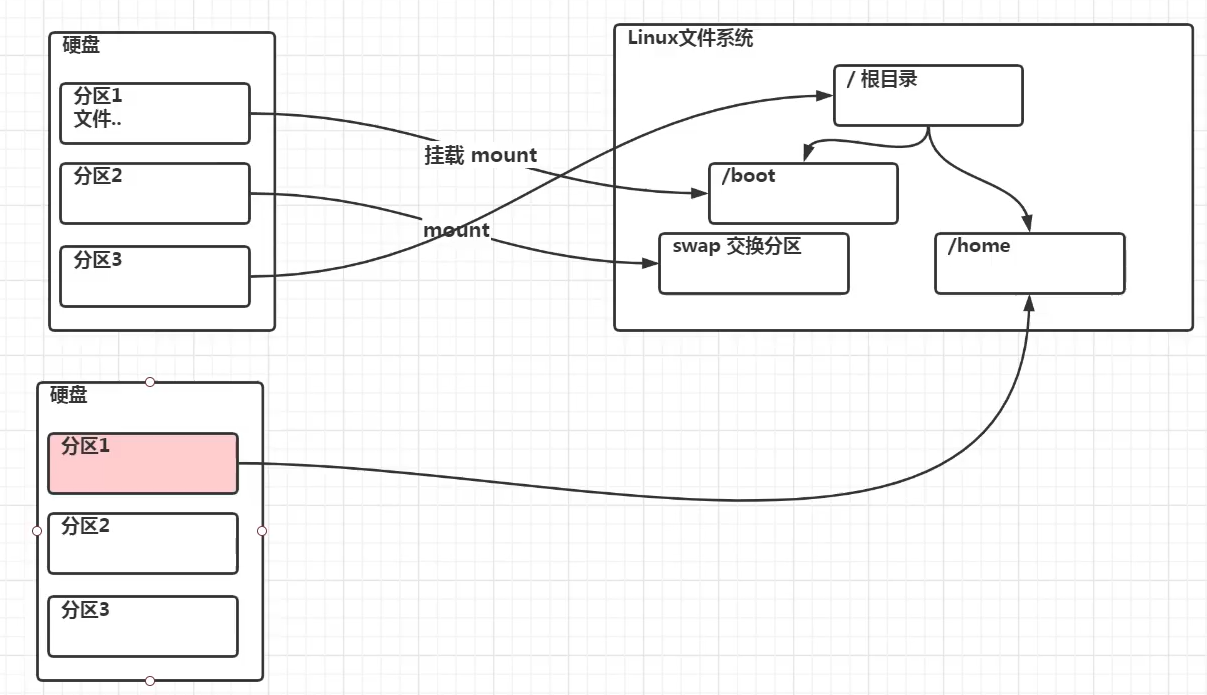 硬盘
分区1
文件..
分区2
分区3
挂载 mount
mount
Linux文件系统
/ 根目录
/boot
swap 交换分区
/home
硬盘
分区1
分区2
分区3